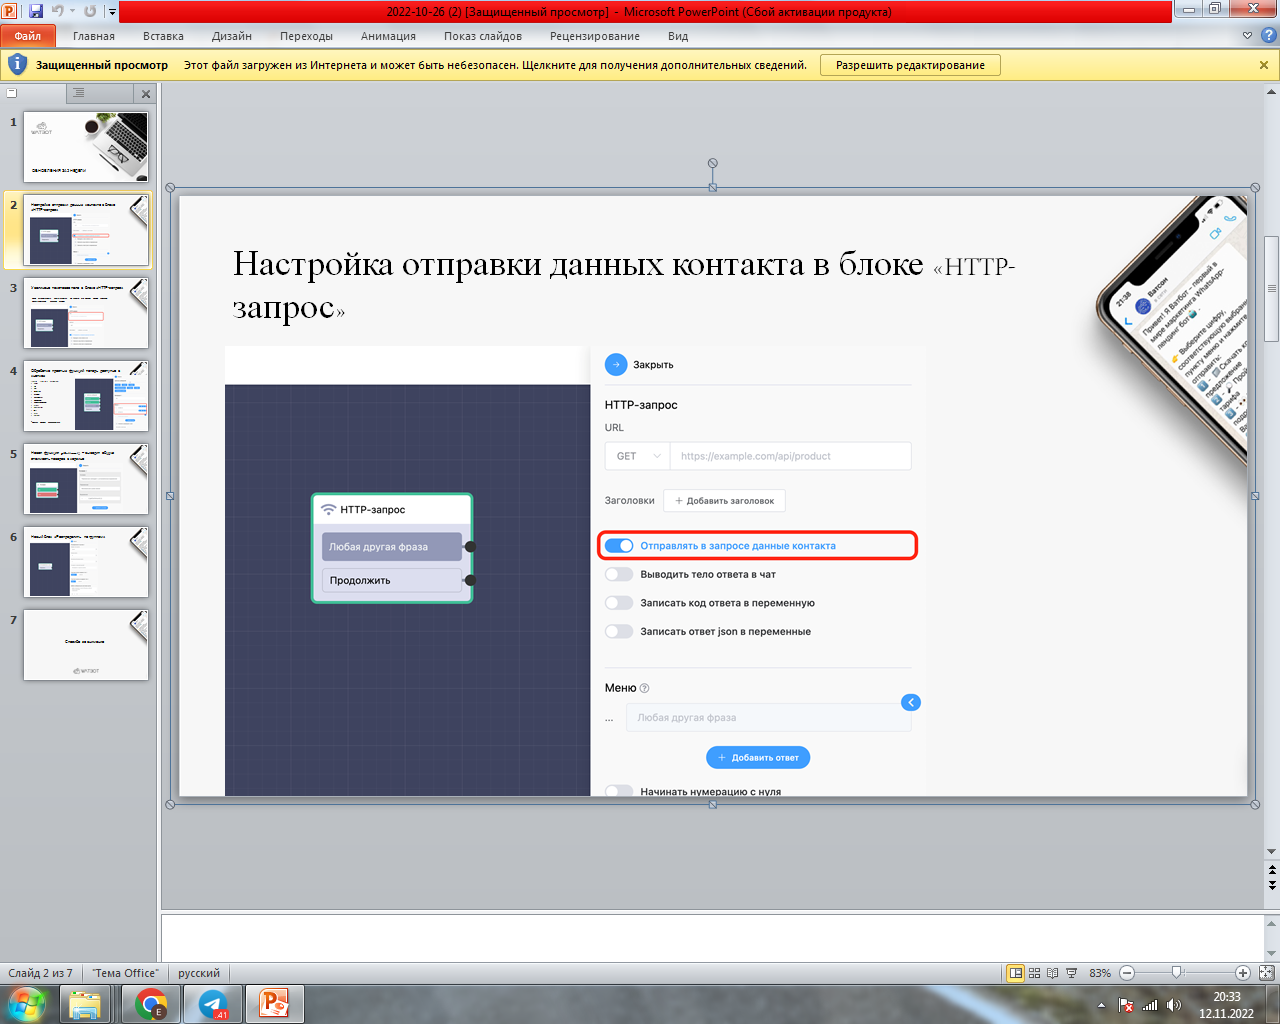 2022-10-26 (2) [Защищенный просмотр] - Microsoft PowerPoint (Сбой активации продукта)
Файл Главная Вставка Дизайн Переходы Анимация Показ слайдов Рецензирование Вид
Защищенный просмотр Этот файл загружен из Интернета и может быть небезопасен. Щелкните для получения дополнительных сведений. Разрешить редактирование
1
2
3
4
5
6
7
Настройка отправки данных контакта в блоке «HTTP-
запрос»
Закрыть
HTTP-запрос
URL
GET https://example.com/api/product
Заголовки + Добавить заголовок
Отправлять в запросе данные контакта
Выводить тело ответа в чат
Записать код ответа в переменную
Записать ответ json в переменные
Меню ?
... Любая другая фраза
+ Добавить ответ
Начинать нумерацию с нуля
HTTP-запрос
Любая другая фраза
Продолжить
21:38
Ватсон
Привет! Я Ватбот - первый в
мире маркетинга WhatsApp-
лендинг бот
Выберите цифру,
соответствующую выбран
пункту меню и нажмите
отправить:
Скачать
предложение
тарифа
Слайд 2 из 7 "Тема Office" русский 83%
41
20:33
12.11.2022